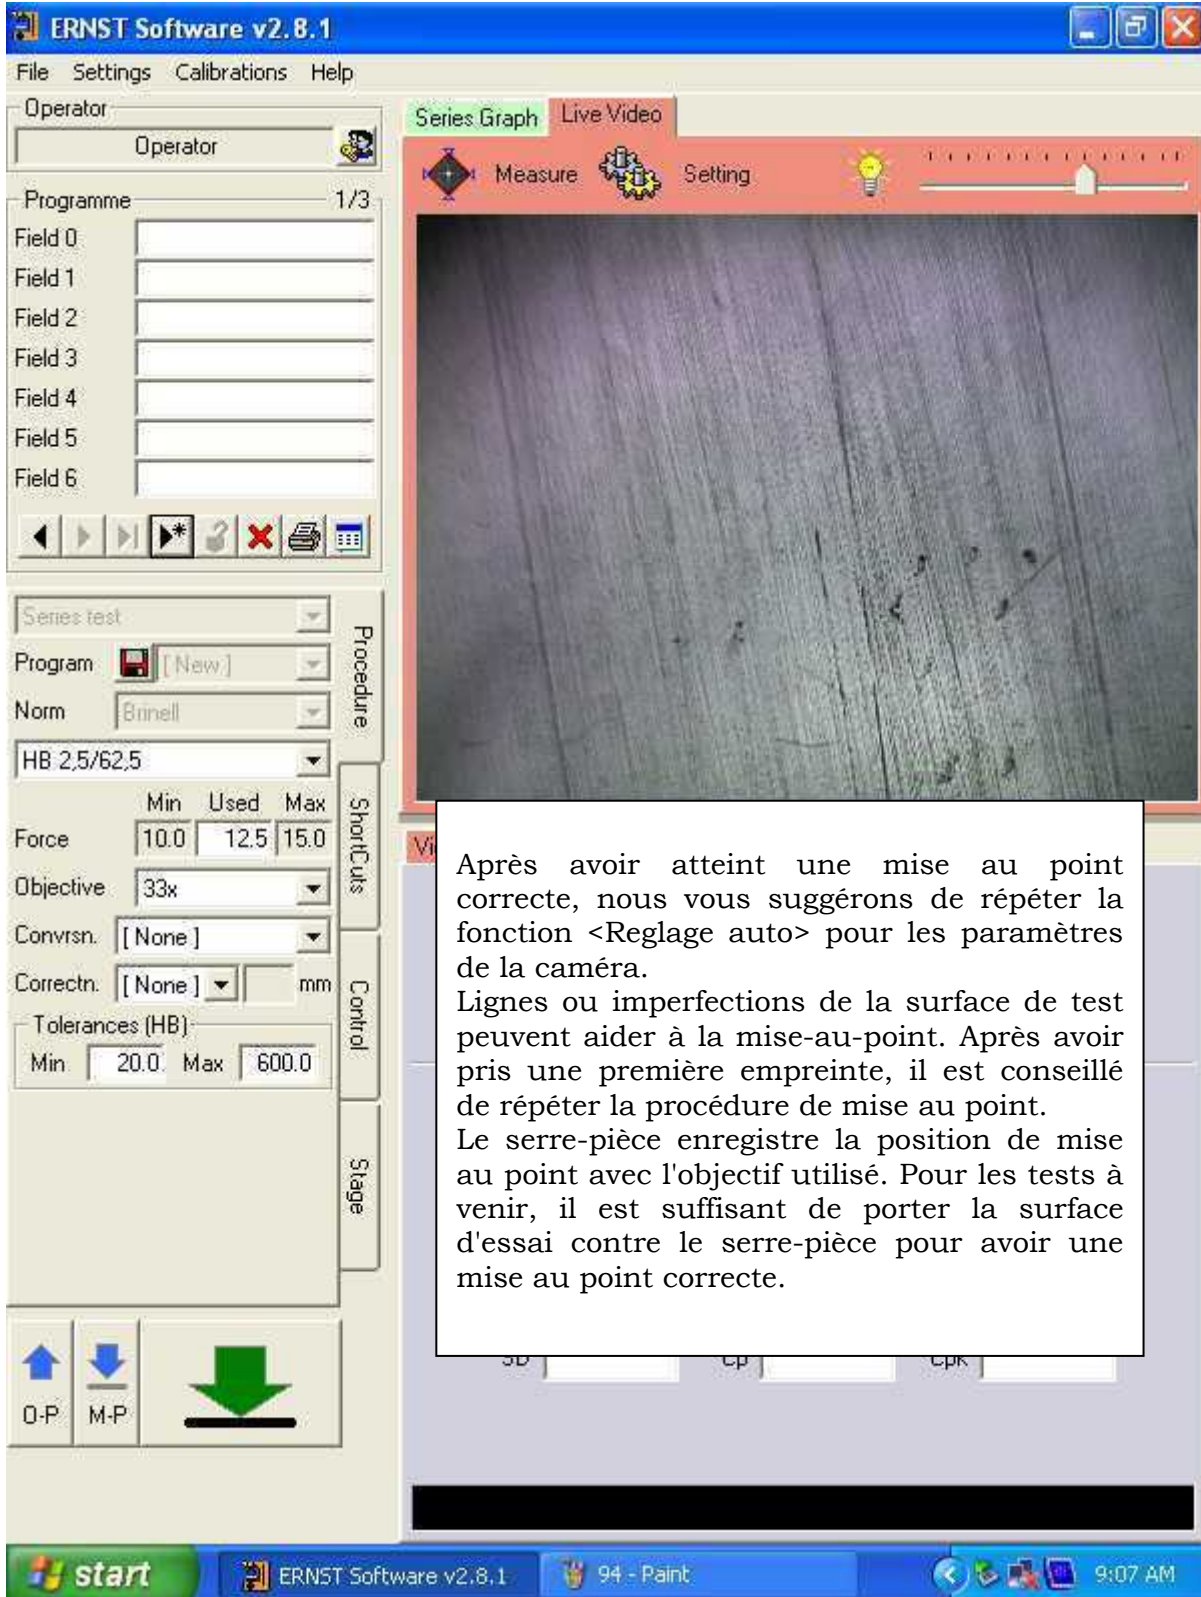 ERNST Software v2.8.1
File Settings Calibrations Help
Operator
Operator
Programme 1/3
Field 0
Field 1
Field 2
Field 3
Field 4
Field 5
Field 6
Series test
Program [ New ]
Norm Brinell
HB 2,5/62,5
Min Used Max
Force 10.0 12.5 15.0
Objective 33x
Convrsn. [ None ]
Correctn. [ None ] mm
Tolerances (HB)
Min 20.0 Max 600.0
Procedure
ShortCuts
Control
Stage
O-P M-P
Series Graph Live Video
Measure Setting
Après avoir atteint une mise au point
correcte, nous vous suggérons de répéter la
fonction <Reglage auto> pour les paramètres
de la caméra.
Lignes ou imperfections de la surface de test
peuvent aider à la mise-au-point. Après avoir
pris une première empreinte, il est conseillé
de répéter la procédure de mise au point.
Le serre-pièce enregistre la position de mise
au point avec l'objectif utilisé. Pour les tests à
venir, il est suffisant de porter la surface
d'essai contre le serre-pièce pour avoir une
mise au point correcte.
SD Cp Cpk
start ERNST Software v2.8.1 94 - Paint 9:07 AM